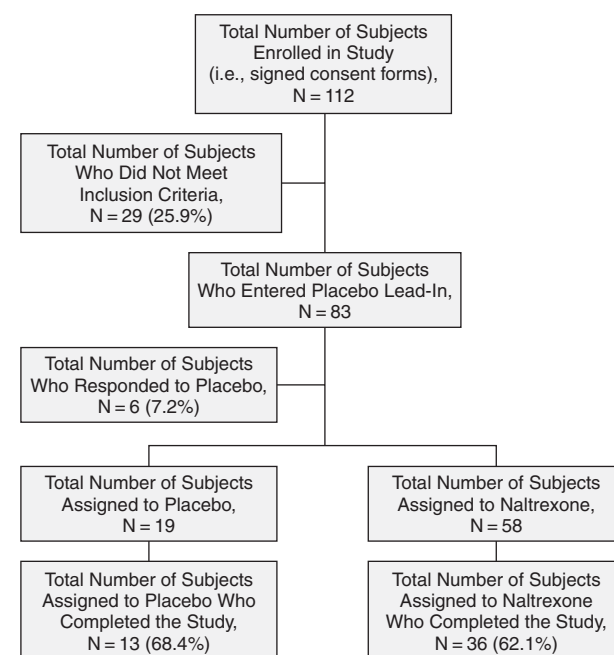 Total Number of Subjects
Enrolled in Study
(i.e., signed consent forms),
N = 112
Total Number of Subjects
Who Did Not Meet
Inclusion Criteria,
N = 29 (25.9%)
Total Number of Subjects
Who Entered Placebo Lead-In,
N = 83
Total Number of Subjects
Who Responded to Placebo,
N = 6 (7.2%)
Total Number of Subjects
Assigned to Placebo,
N = 19
Total Number of Subjects
Assigned to Naltrexone,
N = 58
Total Number of Subjects
Assigned to Placebo Who
Completed the Study,
N = 13 (68.4%)
Total Number of Subjects
Assigned to Naltrexone
Who Completed the Study,
N = 36 (62.1%)